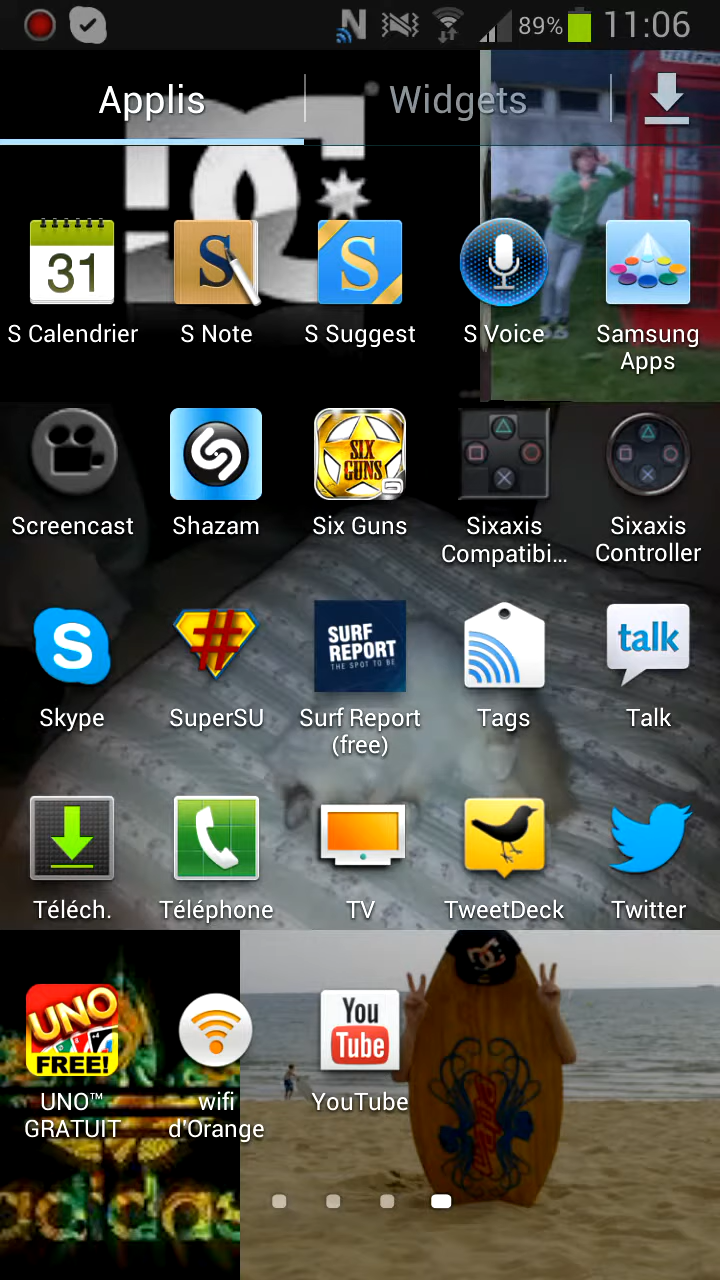 N 89% 11:06
Applis Widgets
TÉLÉPH
31 S S
S Calendrier S Note S Suggest S Voice Samsung
Apps
SIX
GUNS
Screencast Shazam Six Guns Sixaxis Sixaxis
Compatibi... Controller
S # SURF
REPORT
THE SPOT TO BE
talk
Skype SuperSU Surf Report Tags Talk
(free)
Téléch. Téléphone TV TweetDeck Twitter
UNO
FREE!
You
Tube
UNO™ wifi YouTube
GRATUIT d'Orange
adidas